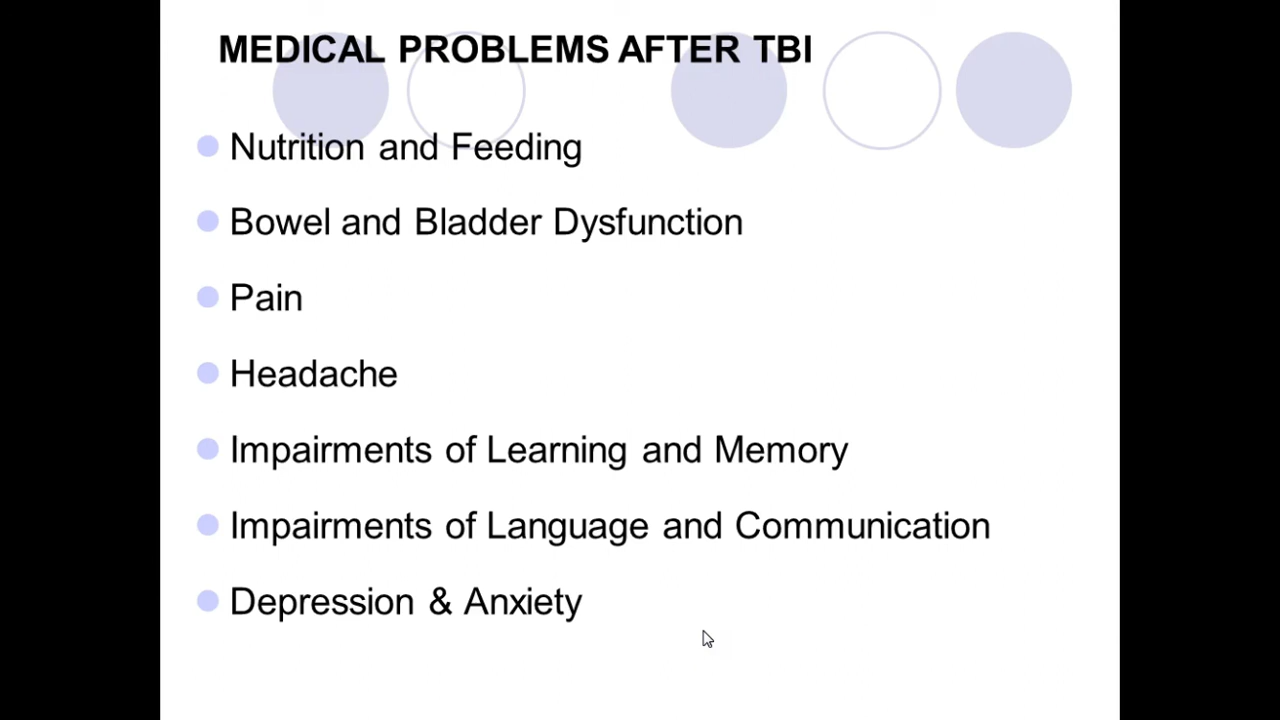 MEDICAL PROBLEMS AFTER TBI
Nutrition and Feeding
Bowel and Bladder Dysfunction
Pain
Headache
Impairments of Learning and Memory
Impairments of Language and Communication
Depression & Anxiety